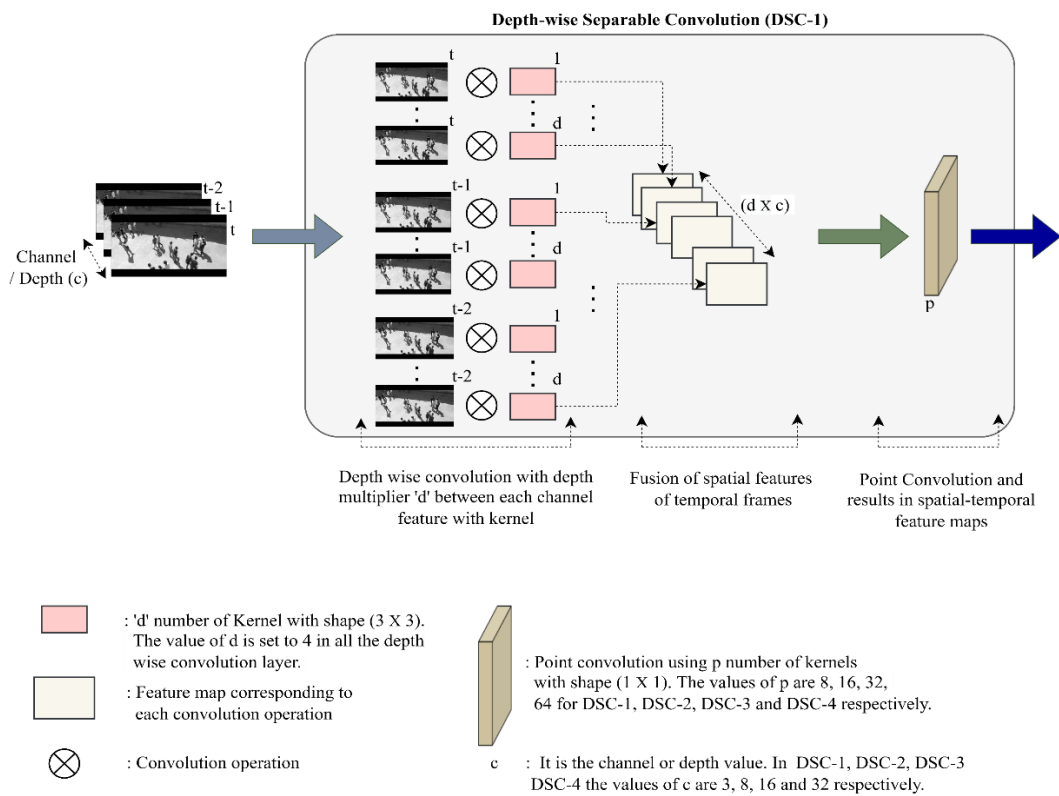 Depth-wise Separable Convolution (DSC-1)
t
1
t
d
t-1
1
t-1
d
t-2
1
t-2
d
t-2
t-1
t
Channel
/ Depth (c)
(d X c)
p
Depth wise convolution with depth
multiplier 'd' between each channel
feature with kernel
Fusion of spatial features
of temporal frames
Point Convolution and
results in spatial-temporal
feature maps
: 'd' number of Kernel with shape (3 X 3).
The value of d is set to 4 in all the depth
wise convolution layer.
: Feature map corresponding to
each convolution operation
: Convolution operation
: Point convolution using p number of kernels
with shape (1 X 1). The values of p are 8, 16, 32,
64 for DSC-1, DSC-2, DSC-3 and DSC-4 respectively.
c : It is the channel or depth value. In DSC-1, DSC-2, DSC-3
DSC-4 the values of c are 3, 8, 16 and 32 respectively.